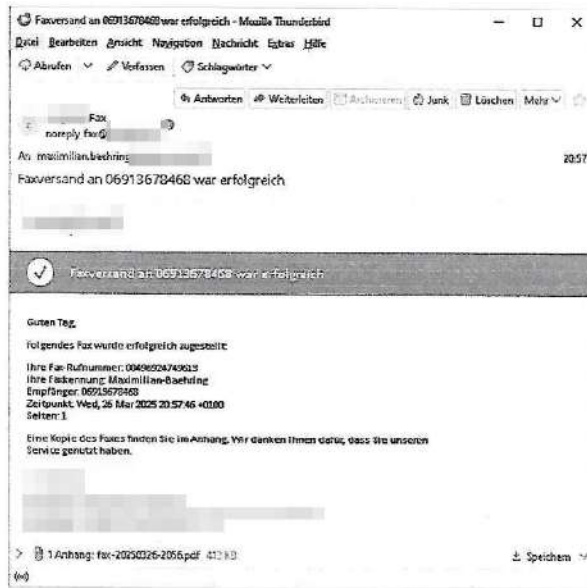 Faxversand an 06913678468 war erfolgreich - Mozilla Thunderbird
Datei Bearbeiten Ansicht Navigation Nachricht Extras Hilfe
Abrufen Verfassen Schlagwörter
Antworten Weiterleiten Archivieren Junk Löschen Mehr
Fax
noreply fax@
An maximilian.baehring
20:57
Faxversand an 06913678468 war erfolgreich
Faxversand an 06913678468 war erfolgreich
Guten Tag,
Folgendes Fax wurde erfolgreich zugestellt:
Ihre Fax-Rufnummer: 00496924749613
Ihre Faxkennung: Maximilian-Baehring
Empfänger: 06913678468
Zeitpunkt: Wed, 26 Mar 2025 20:57:46 +0100
Seiten: 1
Eine Kopie des Faxes finden Sie im Anhang. Wir danken Ihnen dafür, dass Sie unseren
Service genutzt haben.
1 Anhang: fax-20250326-2056.pdf 412 KB
Speichern